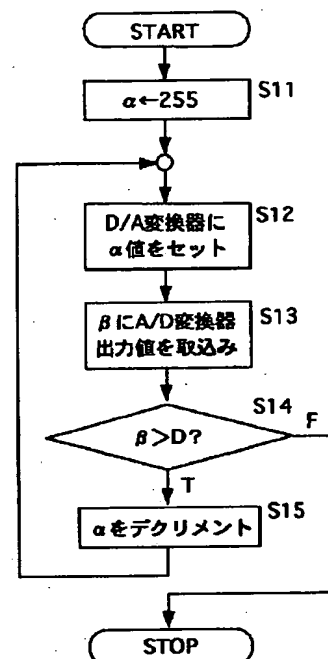 START
α←255
S11
D/A変換器に
α値をセット
S12
βにA/D変換器
出力値を取込み
S13
β>D?
S14
F
T
αをデクリメント
S15
STOP